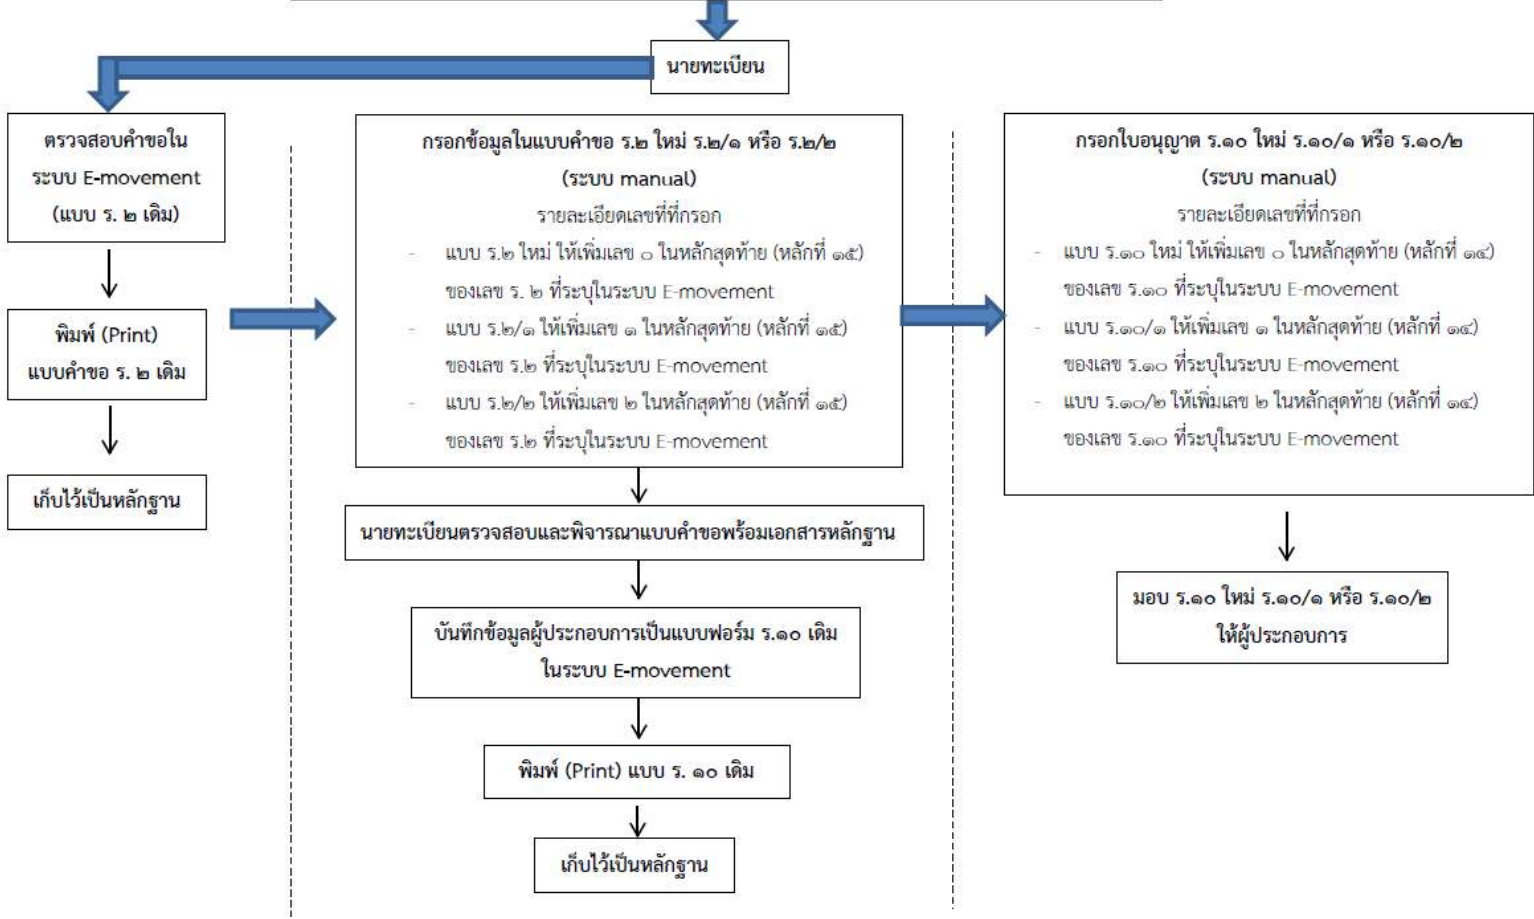 นายทะเบียน
ตรวจสอบคำขอใน
ระบบ E-movement
(แบบ ร. ๒ เดิม)
พิมพ์ (Print)
แบบคำขอ ร. ๒ เดิม
เก็บไว้เป็นหลักฐาน
กรอกข้อมูลในแบบคำขอ ร.๒ ใหม่ ร.๒/๑ หรือ ร.๒/๒
(ระบบ manual)
รายละเอียดเลขที่ที่กรอก
- แบบ ร.๒ ใหม่ ให้เพิ่มเลข ๐ ในหลักสุดท้าย (หลักที่ ๑๕)
ของเลข ร. ๒ ที่ระบุในระบบ E-movement
- แบบ ร.๒/๑ ให้เพิ่มเลข ๑ ในหลักสุดท้าย (หลักที่ ๑๕)
ของเลข ร.๒ ที่ระบุในระบบ E-movement
- แบบ ร.๒/๒ ให้เพิ่มเลข ๒ ในหลักสุดท้าย (หลักที่ ๑๕)
ของเลข ร.๒ ที่ระบุในระบบ E-movement
นายทะเบียนตรวจสอบและพิจารณาแบบคำขอพร้อมเอกสารหลักฐาน
บันทึกข้อมูลผู้ประกอบการเป็นแบบฟอร์ม ร.๑๐ เดิม
ในระบบ E-movement
พิมพ์ (Print) แบบ ร. ๑๐ เดิม
เก็บไว้เป็นหลักฐาน
กรอกใบอนุญาต ร.๑๐ ใหม่ ร.๑๐/๑ หรือ ร.๑๐/๒
(ระบบ manual)
รายละเอียดเลขที่ที่กรอก
- แบบ ร.๑๐ ใหม่ ให้เพิ่มเลข ๐ ในหลักสุดท้าย (หลักที่ ๑๔)
ของเลข ร.๑๐ ที่ระบุในระบบ E-movement
- แบบ ร.๑๐/๑ ให้เพิ่มเลข ๑ ในหลักสุดท้าย (หลักที่ ๑๔)
ของเลข ร.๑๐ ที่ระบุในระบบ E-movement
- แบบ ร.๑๐/๒ ให้เพิ่มเลข ๒ ในหลักสุดท้าย (หลักที่ ๑๔)
ของเลข ร.๑๐ ที่ระบุในระบบ E-movement
มอบ ร.๑๐ ใหม่ ร.๑๐/๑ หรือ ร.๑๐/๒
ให้ผู้ประกอบการ